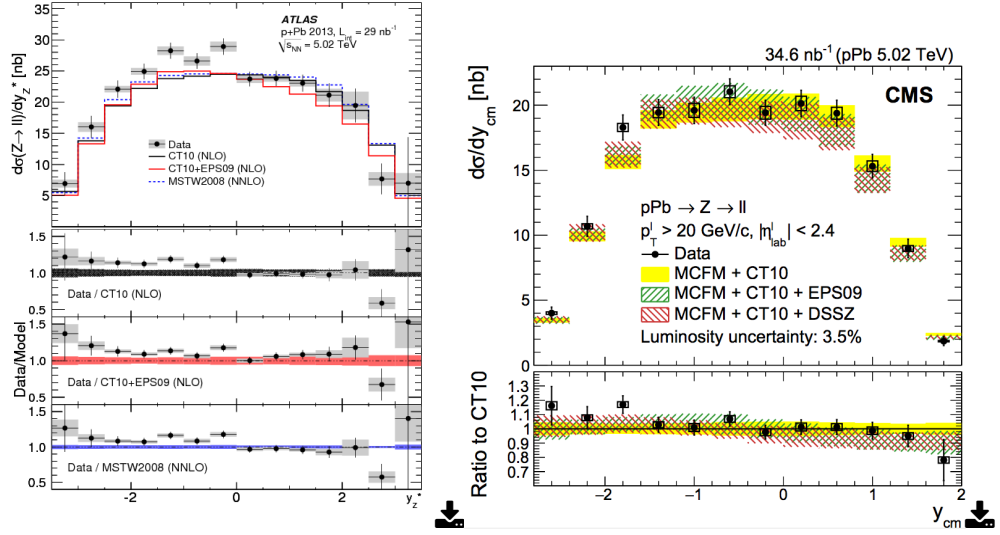 ATLAS
p+Pb 2013, L_int = 29 nb⁻¹
√s_NN = 5.02 TeV
dσ(Z→ ll)/dy_Z* [nb]
35
30
25
20
15
10
5
Data
CT10 (NLO)
CT10+EPS09 (NLO)
MSTW2008 (NNLO)
Data/Model
1.5
1.0
0.5
Data / CT10 (NLO)
1.5
1.0
0.5
Data / CT10+EPS09 (NLO)
1.5
1.0
0.5
Data / MSTW2008 (NNLO)
-2
0
2
y_Z*
34.6 nb⁻¹ (pPb 5.02 TeV)
CMS
dσ/dy_cm [nb]
20
15
10
5
0
pPb → Z → ll
p_T^l > 20 GeV/c, |η_lab^l| < 2.4
Data
MCFM + CT10
MCFM + CT10 + EPS09
MCFM + CT10 + DSSZ
Luminosity uncertainty: 3.5%
Ratio to CT10
1.3
1.2
1.1
1
0.9
0.8
0.7
−2
−1
0
1
2
y_cm